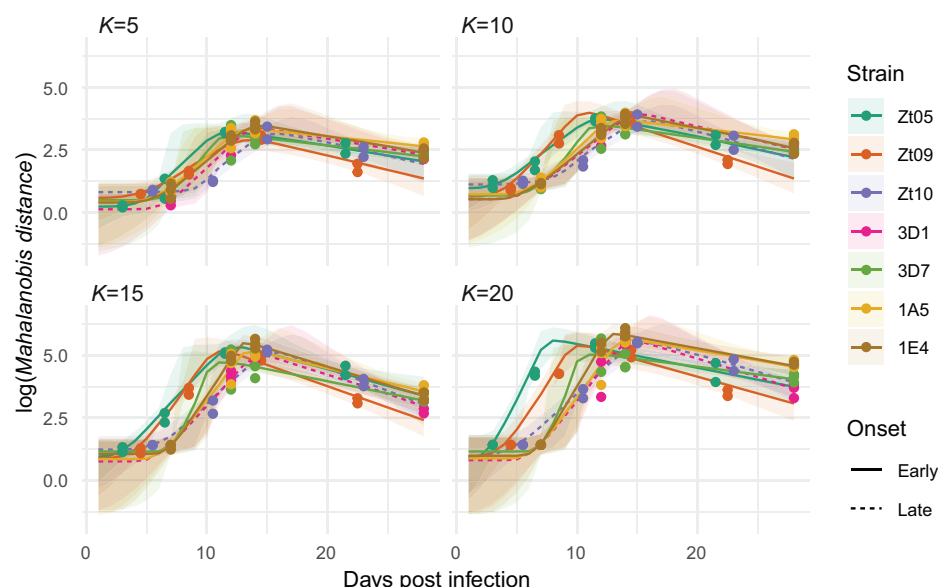 K=5
K=10
Strain
5.0
2.5
0.0
Zt05
Zt09
Zt10
3D1
3D7
1A5
1E4
log(Mahalanobis distance)
K=15
K=20
5.0
2.5
0.0
Onset
Early
Late
0
10
20
0
10
20
Days post infection